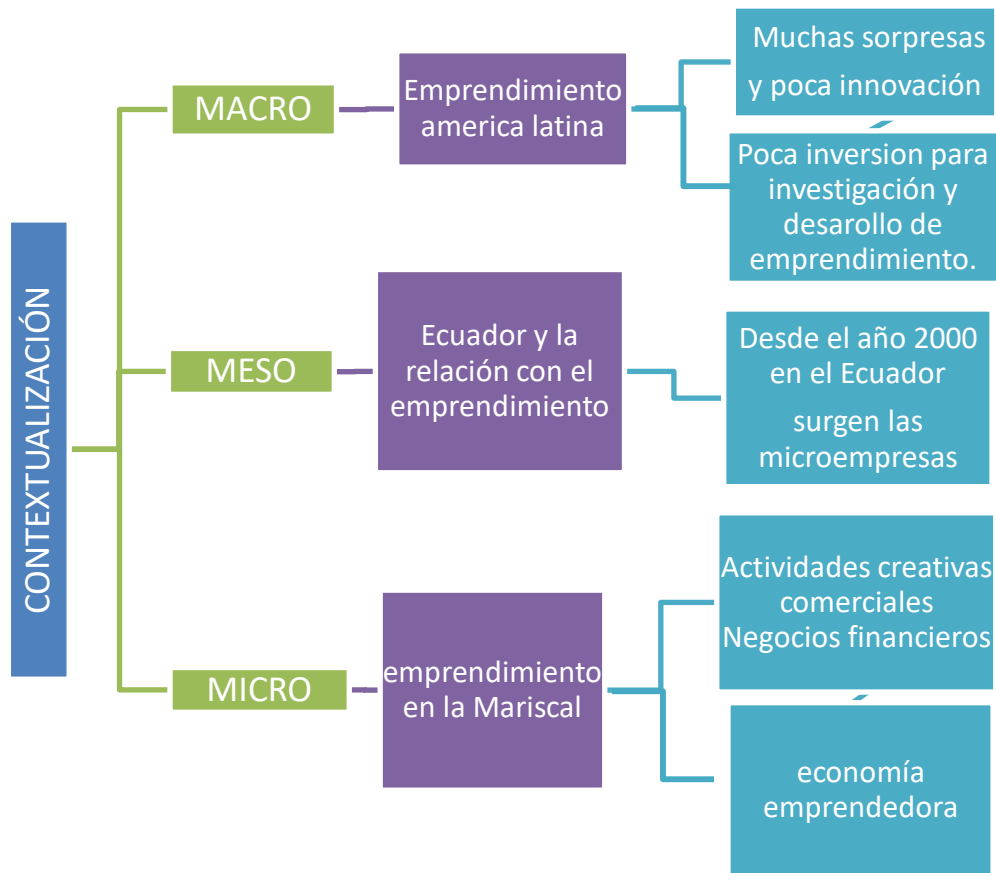 CONTEXTUALIZACIÓN
MACRO
Emprendimiento
america latina
Muchas sorpresas
y poca innovación
Poca inversion para
investigación y
desarollo de
emprendimiento.
MESO
Ecuador y la
relación con el
emprendimiento
Desde el año 2000
en el Ecuador
surgen las
microempresas
MICRO
emprendimiento
en la Mariscal
Actividades creativas
comerciales
Negocios financieros
economía
emprendedora